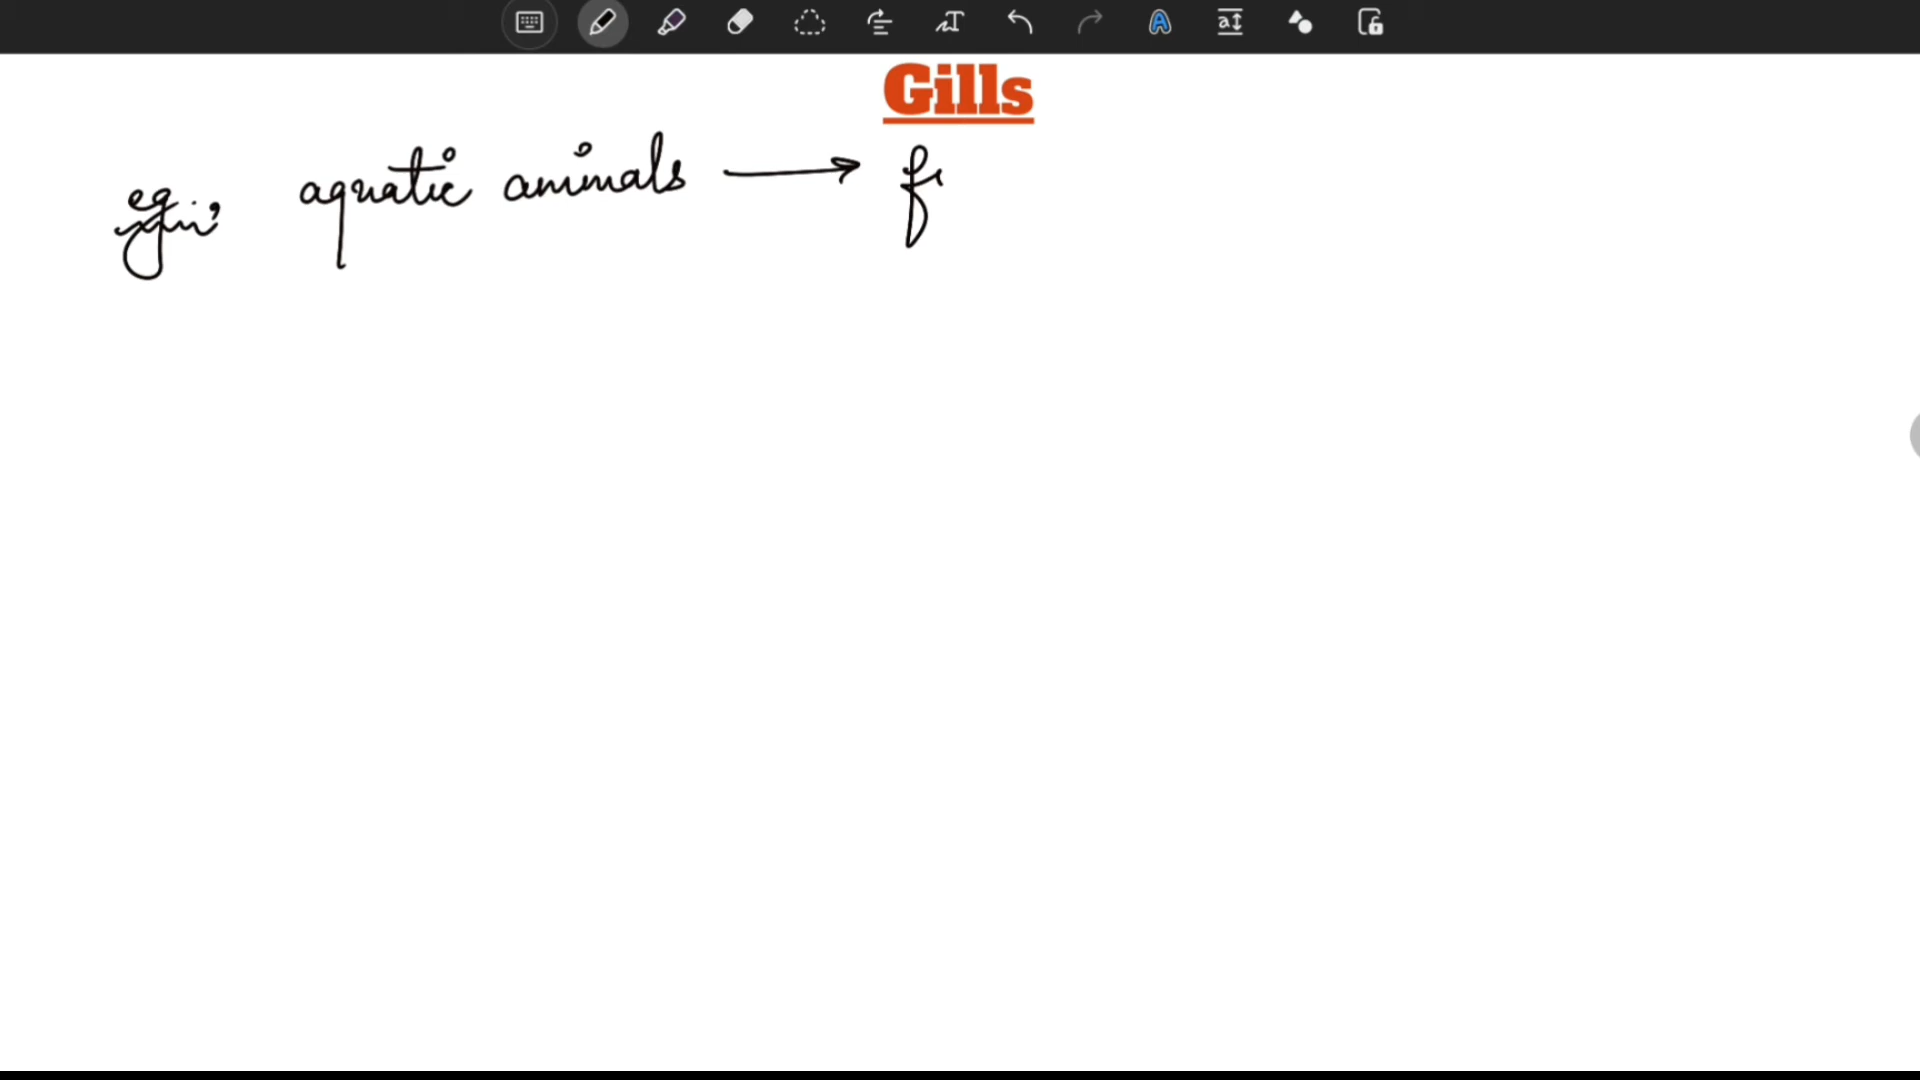 Gills
eg aquatic animals → f